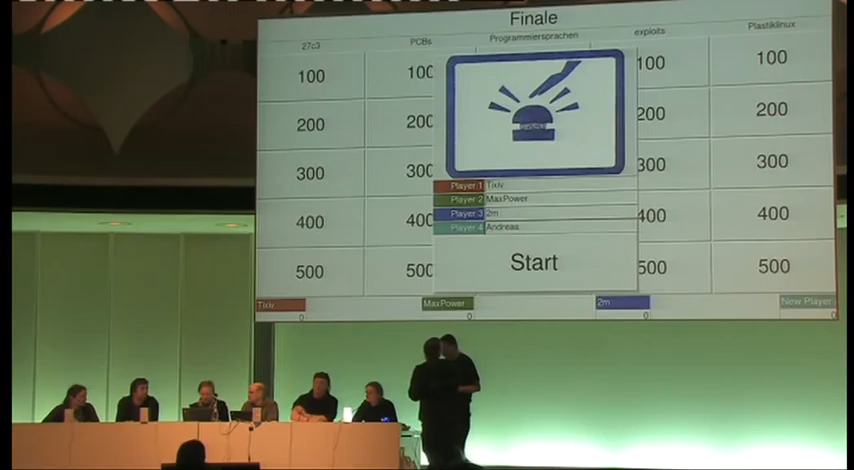 Finale
27c3 PCBs Programmiersprachen exploits Plastiklinux
100 100 100 100
200 200 200 200
300 300 300 300
Player 1 Tixiv
Player 2 MaxPower
Player 3 2m
400 400 400 400
Player 4 Andreas
Start
500 500 500 500
Tixiv MaxPower 2m New Player
0 0 0 0